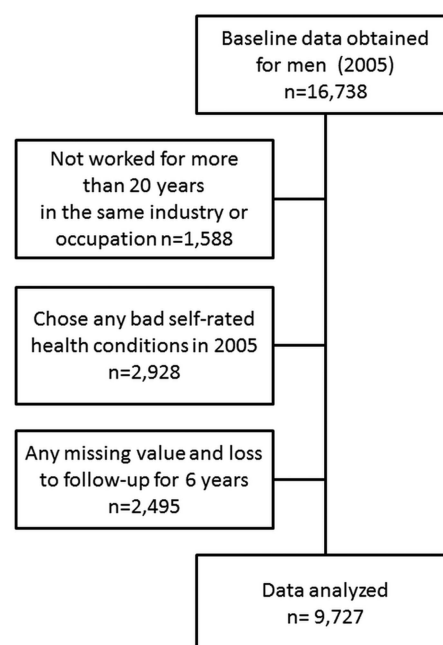 Baseline data obtained
for men (2005)
n=16,738
Not worked for more
than 20 years
in the same industry or
occupation n=1,588
Chose any bad self-rated
health conditions in 2005
n=2,928
Any missing value and loss
to follow-up for 6 years
n=2,495
Data analyzed
n= 9,727